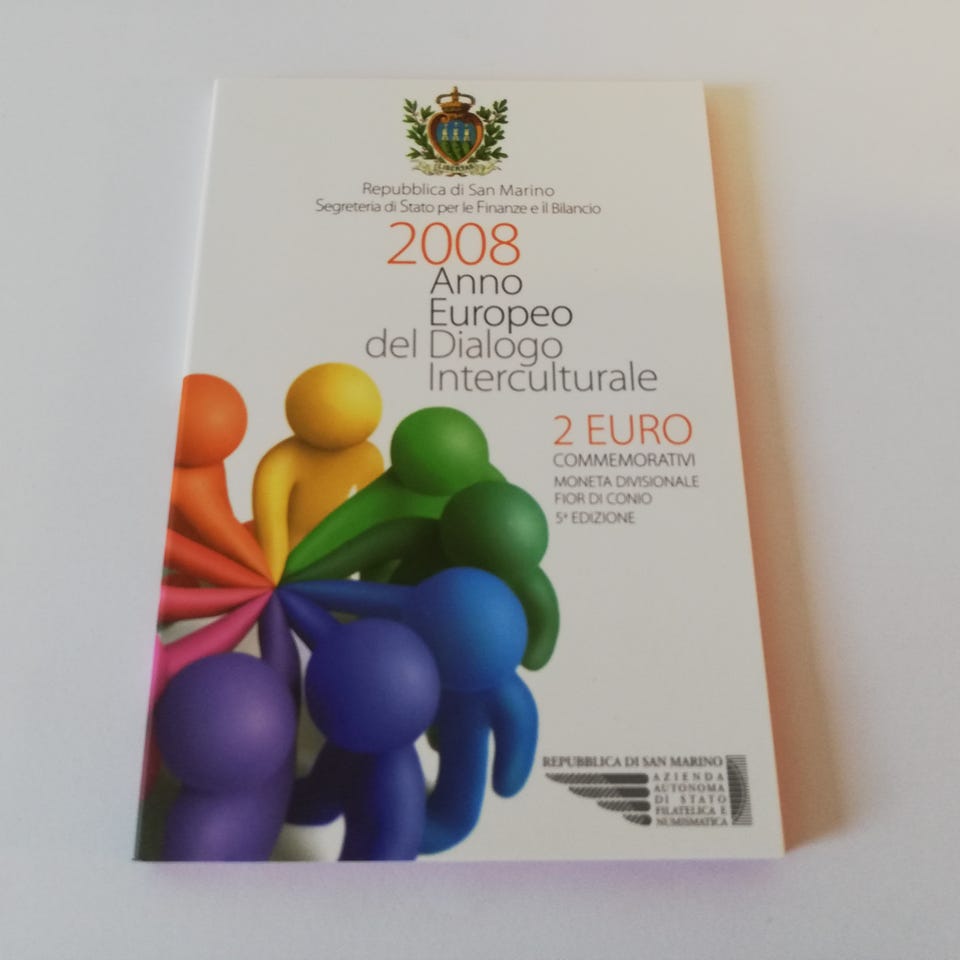 LIBERTAS
Repubblica di San Marino
Segreteria di Stato per le Finanze e il Bilancio
2008
Anno
Europeo
del Dialogo
Interculturale
2 EURO
COMMEMORATIVI
MONETA DIVISIONALE
FIOR DI CONIO
5ª EDIZIONE
REPUBBLICA DI SAN MARINO
AZIENDA
AUTONOMA
DI STATO
FILATELICA E
NUMISMATICA